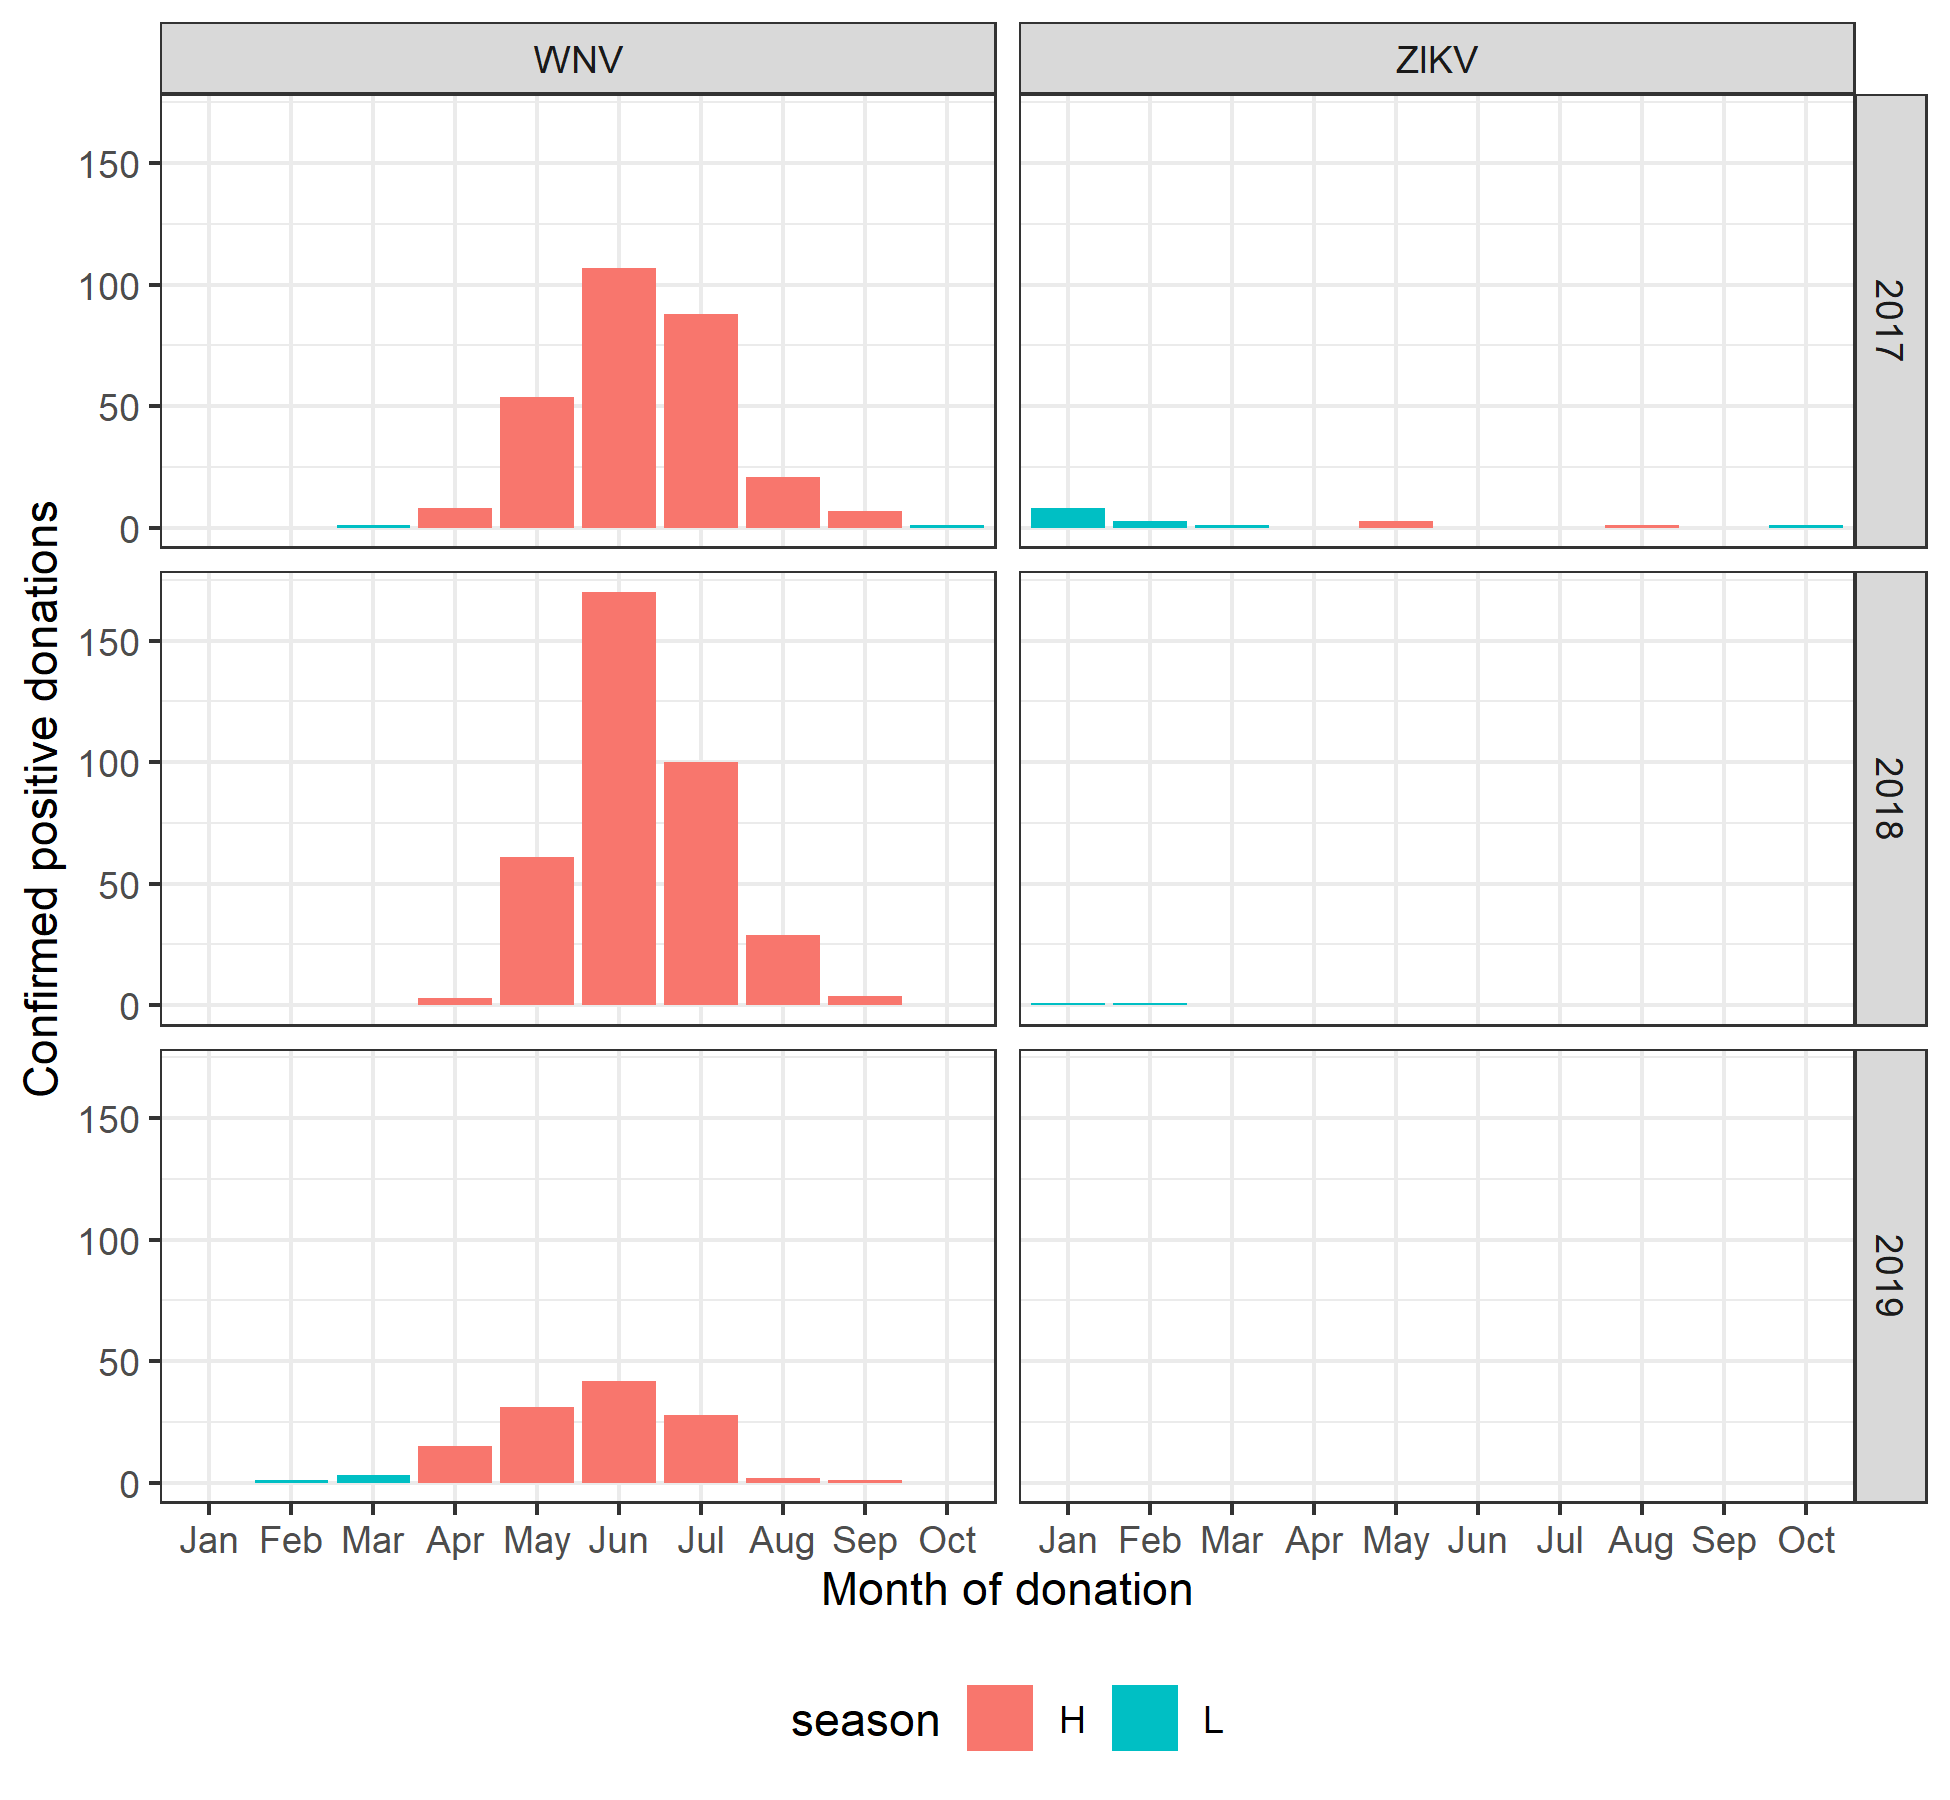 WNV
ZIKV
150
100
50
0
2017
150
100
50
0
2018
150
100
50
0
2019
Confirmed positive donations
Jan Feb Mar Apr May Jun Jul Aug Sep Oct
Jan Feb Mar Apr May Jun Jul Aug Sep Oct
Month of donation
season H L